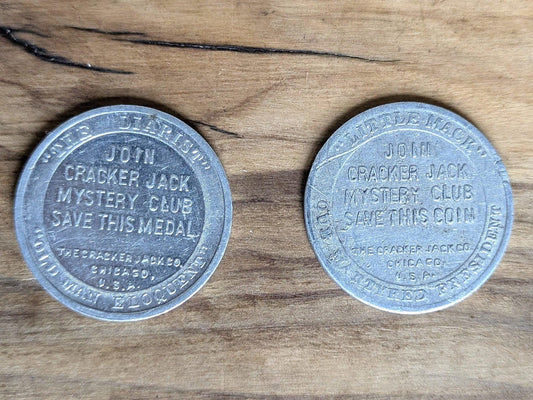 "THE DIARIST"
JOIN
CRACKER JACK
MYSTERY CLUB
SAVE THIS MEDAL
THE CRACKER JACK CO.
CHICAGO,
U.S.A.
"OLD MAN ELOQUENT"
"LITTLE MACK"
JOIN
CRACKER JACK
MYSTERY CLUB
SAVE THIS COIN
THE CRACKER JACK CO.
CHICAGO,
U.S.A.
OUR MARTYRED PRESIDENT